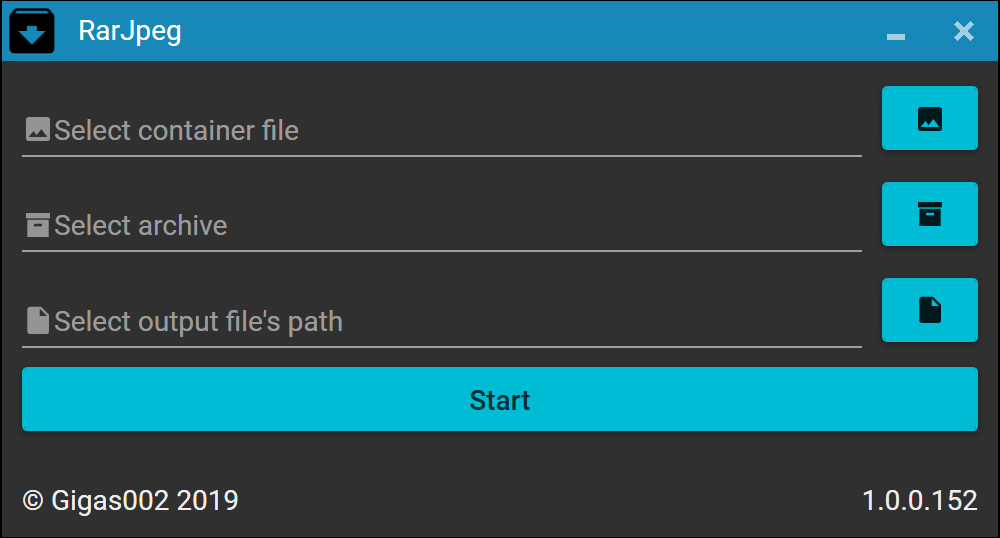 RarJpeg
Select container file
Select archive
Select output file's path
Start
© Gigas002 2019
1.0.0.152